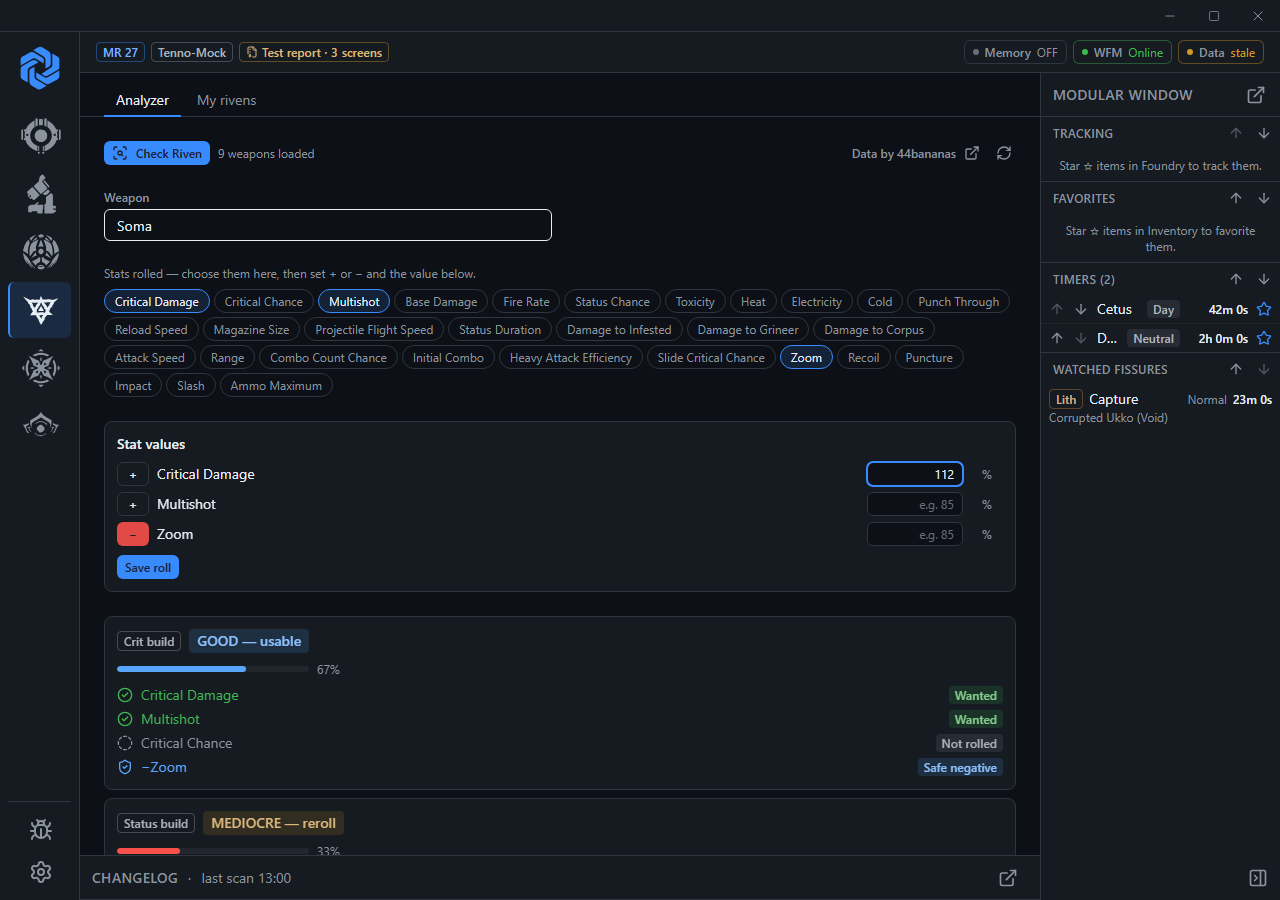 MR 27
Tenno-Mock
Test report · 3 screens
Memory OFF
WFM Online
Data stale
Analyzer
My rivens
Check Riven
9 weapons loaded
Data by 44bananas
Weapon
Soma
Stats rolled — choose them here, then set + or − and the value below.
Critical Damage Critical Chance Multishot Base Damage Fire Rate Status Chance Toxicity Heat Electricity Cold Punch Through
Reload Speed Magazine Size Projectile Flight Speed Status Duration Damage to Infested Damage to Grineer Damage to Corpus
Attack Speed Range Combo Count Chance Initial Combo Heavy Attack Efficiency Slide Critical Chance Zoom Recoil Puncture
Impact Slash Ammo Maximum
Stat values
+ Critical Damage 112 %
+ Multishot e.g. 85 %
− Zoom e.g. 85 %
Save roll
Crit build GOOD — usable
67%
Critical Damage Wanted
Multishot Wanted
Critical Chance Not rolled
−Zoom Safe negative
Status build MEDIOCRE — reroll
33%
CHANGELOG · last scan 13:00
MODULAR WINDOW
TRACKING
Star ☆ items in Foundry to track them.
FAVORITES
Star ☆ items in Inventory to favorite
them.
TIMERS (2)
Cetus Day 42m 0s
D... Neutral 2h 0m 0s
WATCHED FISSURES
Lith Capture Normal 23m 0s
Corrupted Ukko (Void)